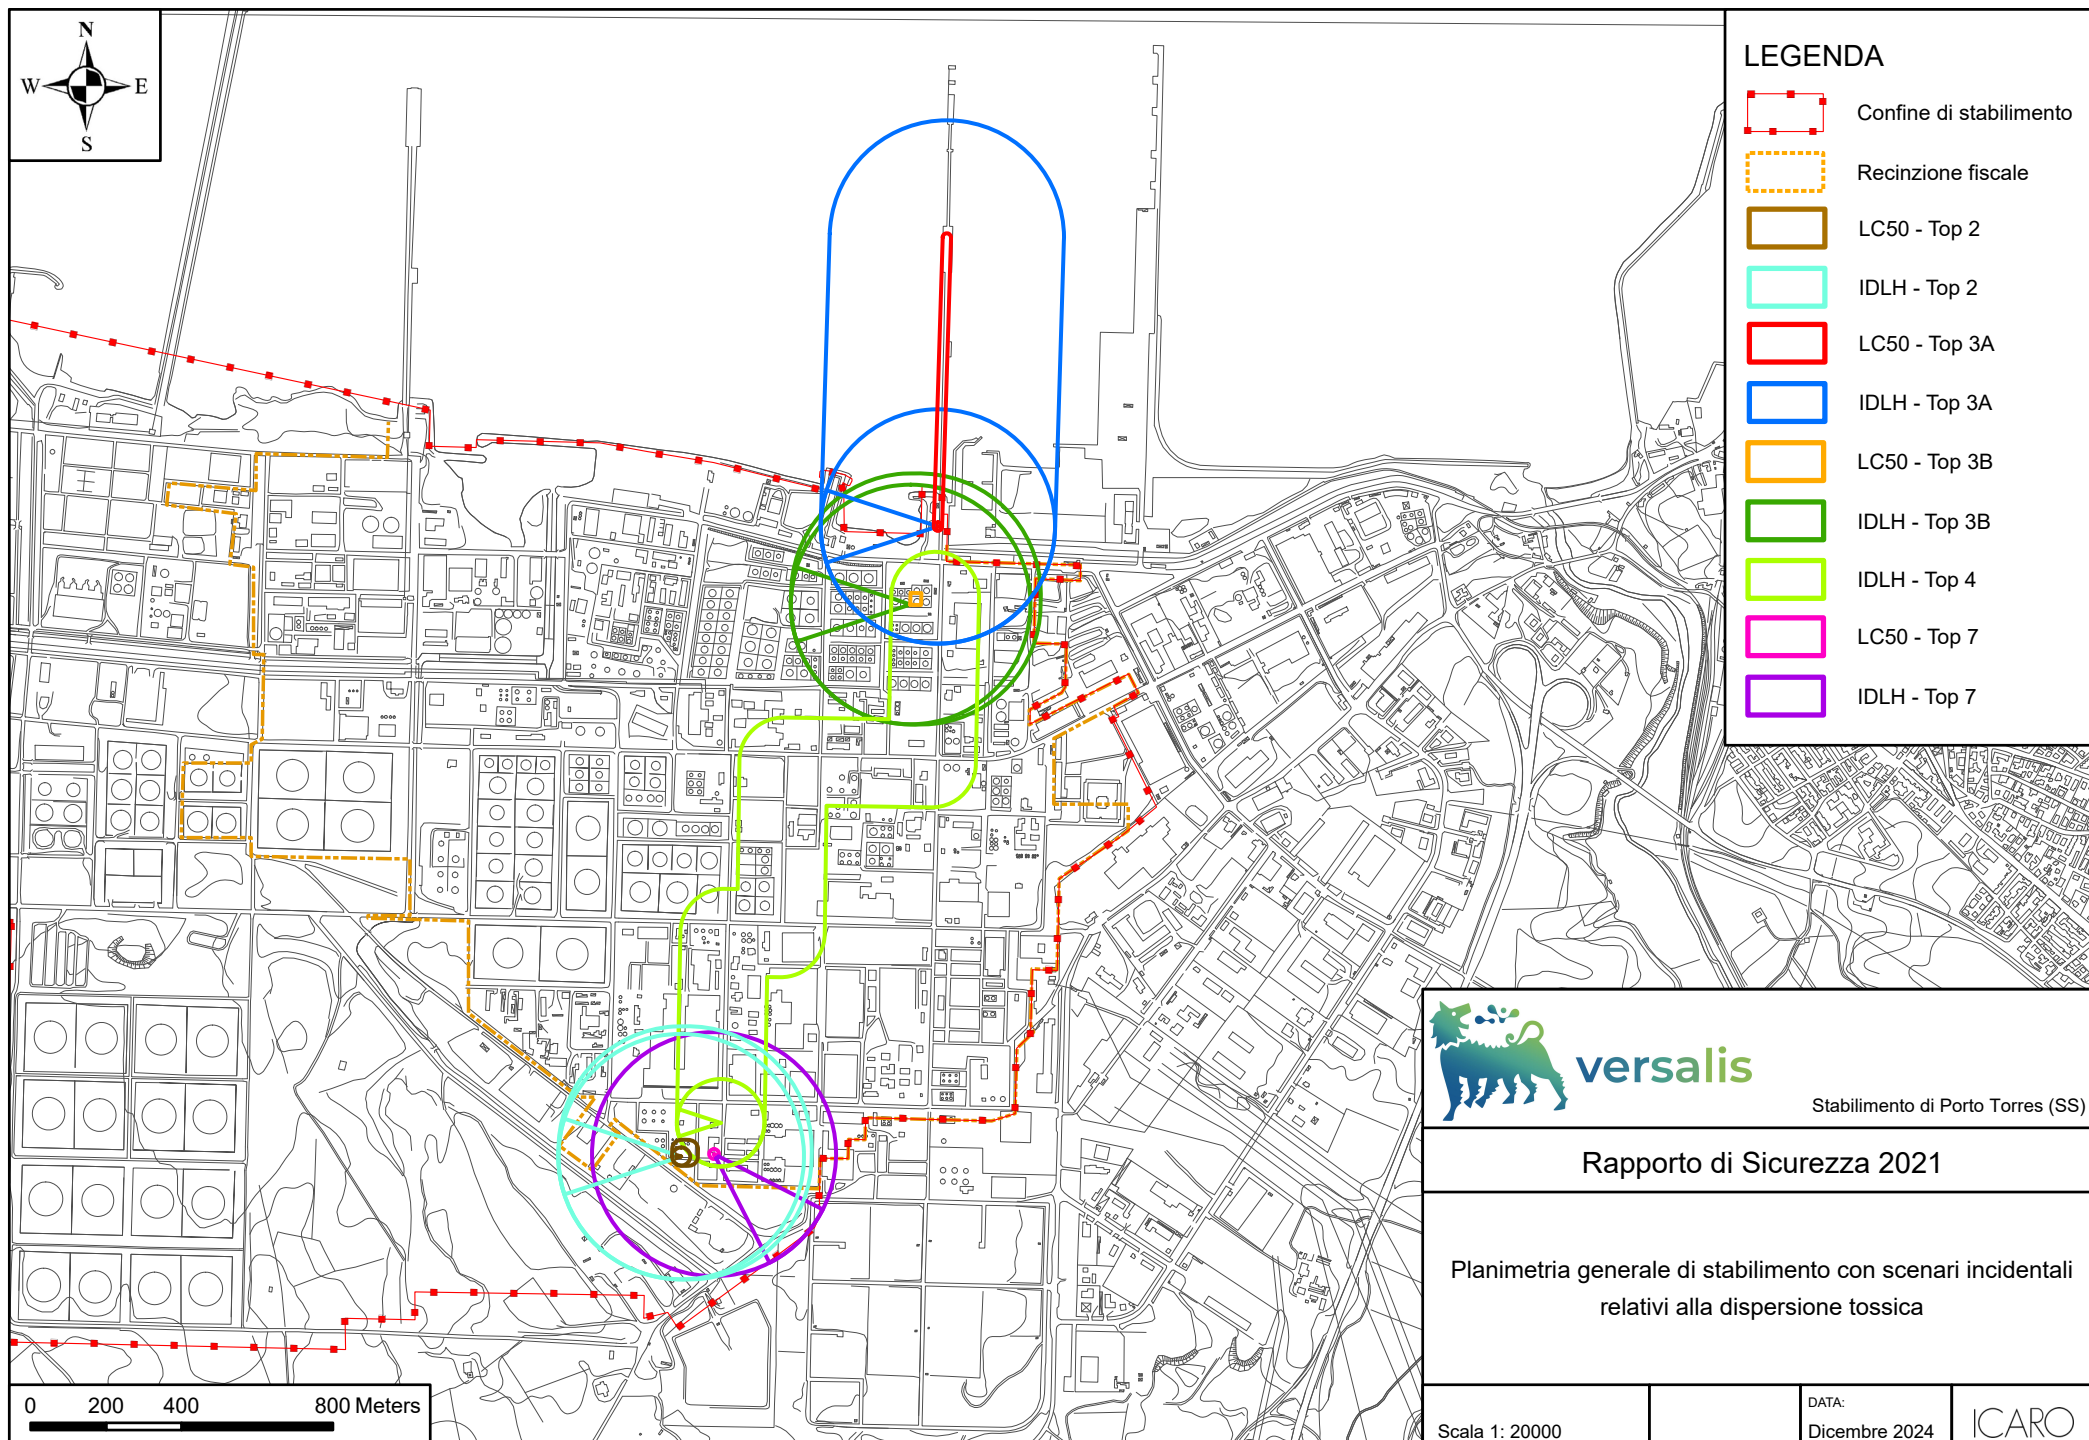 N
W E
S
LEGENDA
Confine di stabilimento
Recinzione fiscale
LC50 - Top 2
IDLH - Top 2
LC50 - Top 3A
IDLH - Top 3A
LC50 - Top 3B
IDLH - Top 3B
IDLH - Top 4
LC50 - Top 7
IDLH - Top 7
versalis
Stabilimento di Porto Torres (SS)
Rapporto di Sicurezza 2021
Planimetria generale di stabilimento con scenari incidentali
relativi alla dispersione tossica
0 200 400 800 Meters
Scala 1: 20000
DATA:
Dicembre 2024
ICARO